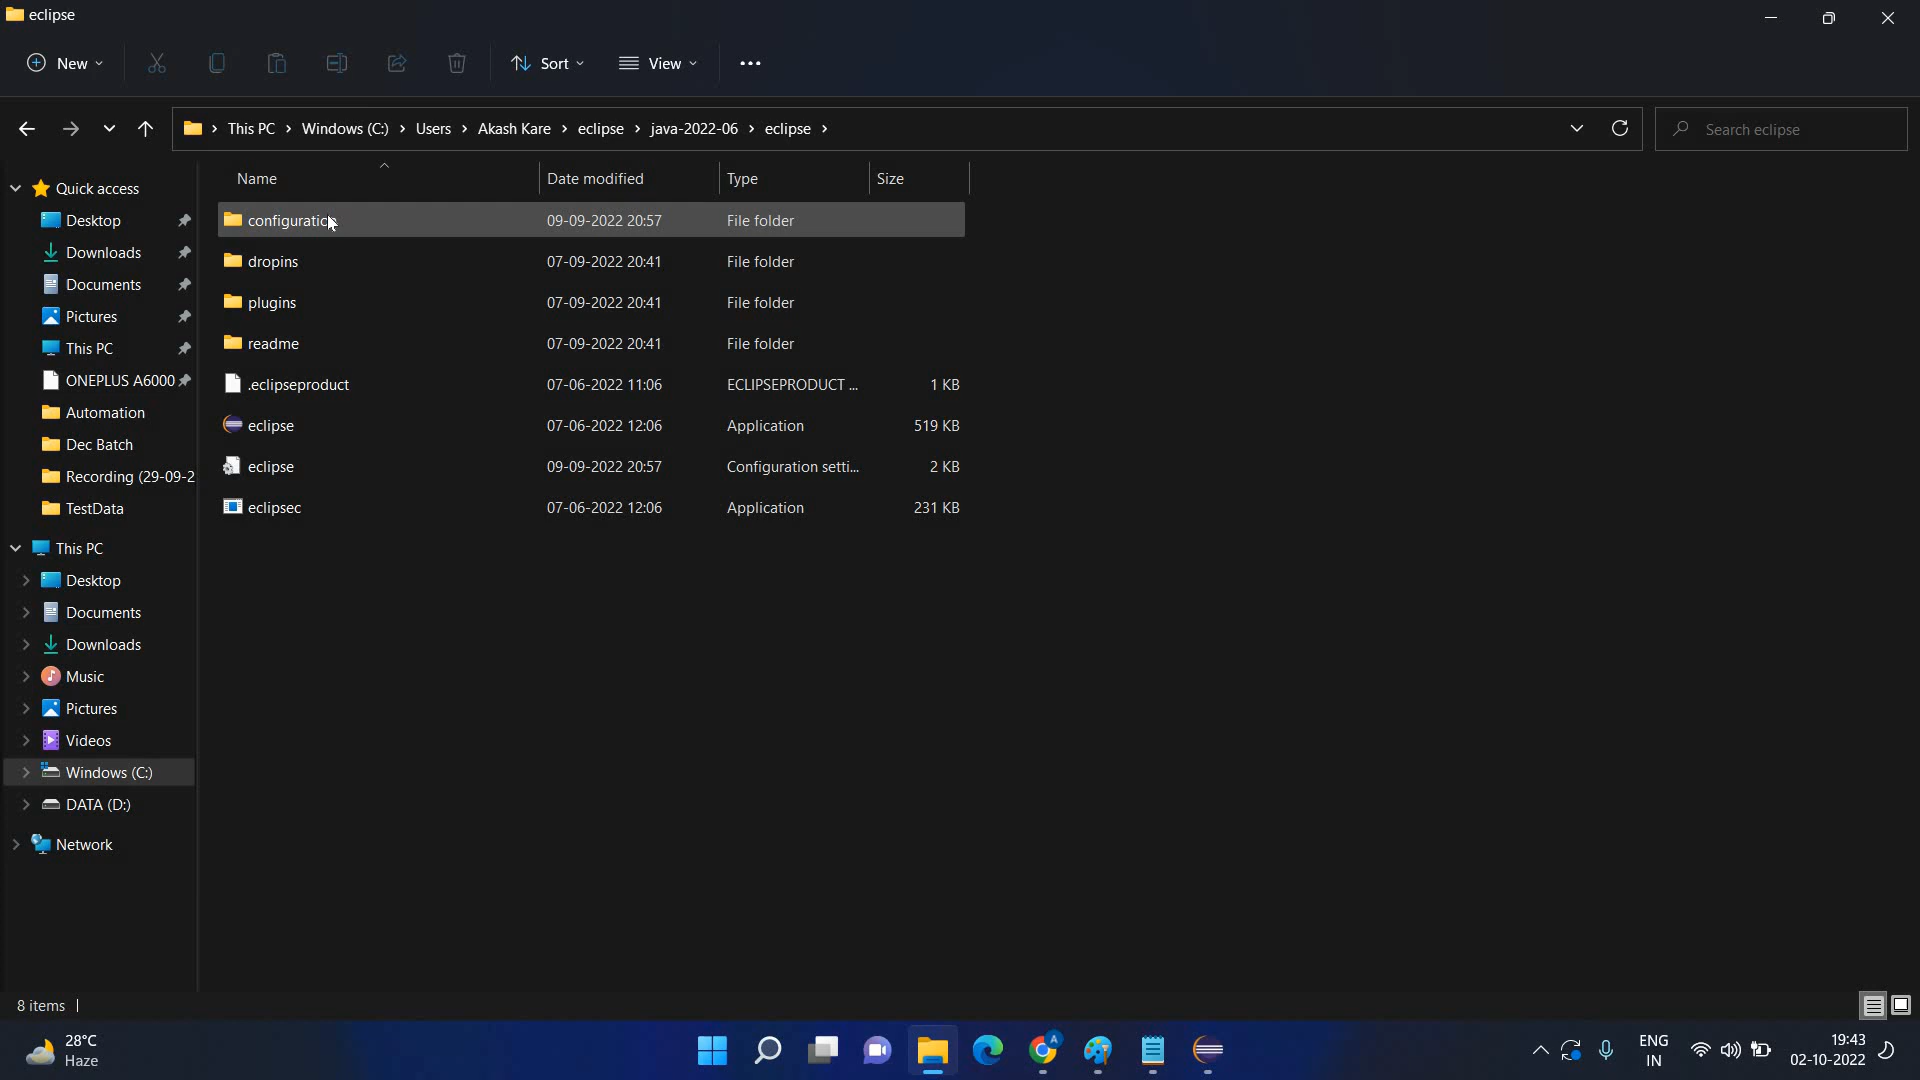 eclipse
New
Sort
View
This PC
Windows (C:)
Users
Akash Kare
eclipse
java-2022-06
eclipse
Search eclipse
Name Date modified Type Size
configuration 09-09-2022 20:57 File folder
dropins 07-09-2022 20:41 File folder
plugins 07-09-2022 20:41 File folder
readme 07-09-2022 20:41 File folder
.eclipseproduct 07-06-2022 11:06 ECLIPSEPRODUCT ... 1 KB
eclipse 07-06-2022 12:06 Application 519 KB
eclipse 09-09-2022 20:57 Configuration setti... 2 KB
eclipsec 07-06-2022 12:06 Application 231 KB
Quick access
Desktop
Downloads
Documents
Pictures
This PC
ONEPLUS A6000
Automation
Dec Batch
Recording (29-09-2
TestData
This PC
Desktop
Documents
Downloads
Music
Pictures
Videos
Windows (C:)
DATA (D:)
Network
8 items
28°C
Haze
A
ENG
IN
19:43
02-10-2022